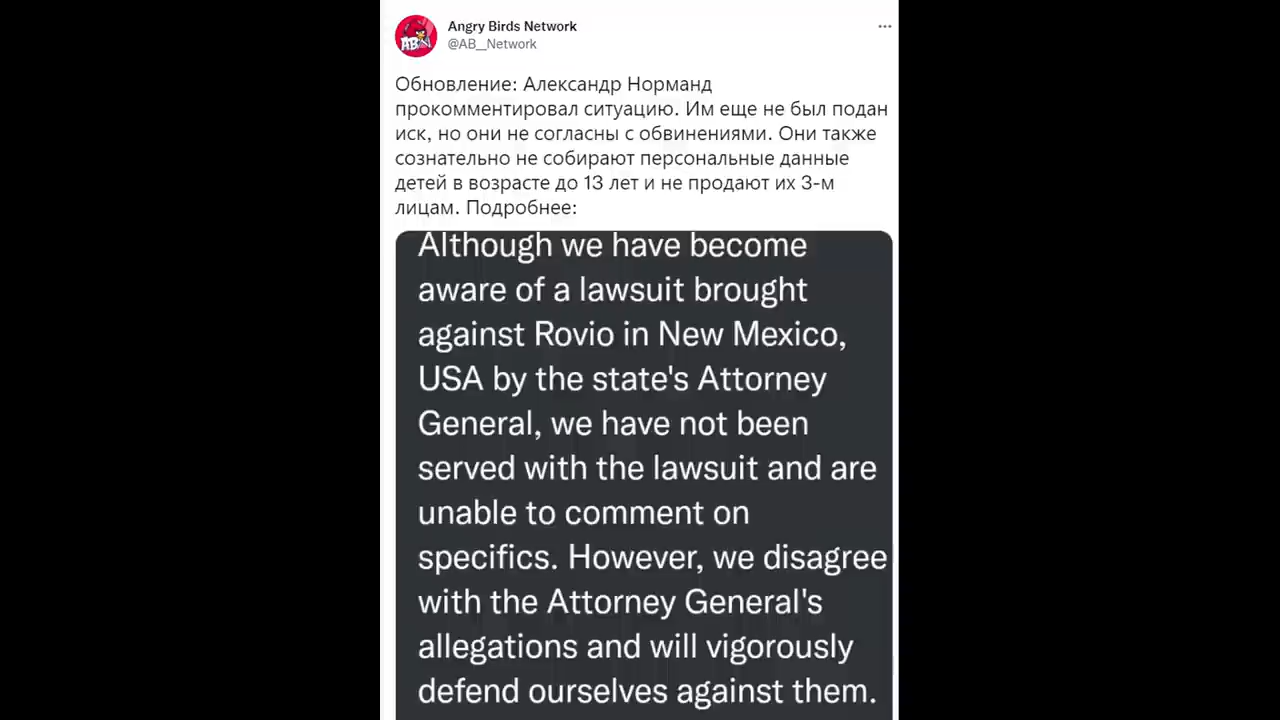 Angry Birds Network
@AB__Network
Обновление: Александр Норманд
прокомментировал ситуацию. Им еще не был подан
иск, но они не согласны с обвинениями. Они также
сознательно не собирают персональные данные
детей в возрасте до 13 лет и не продают их 3-м
лицам. Подробнее:
Although we have become
aware of a lawsuit brought
against Rovio in New Mexico,
USA by the state's Attorney
General, we have not been
served with the lawsuit and are
unable to comment on
specifics. However, we disagree
with the Attorney General's
allegations and will vigorously
defend ourselves against them.